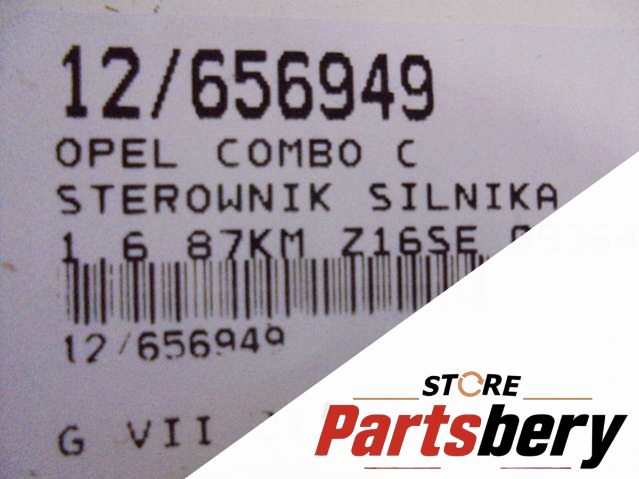 12/656949
OPEL COMBO C
STEROWNIK SILNIKA
1 6 87KM Z16SE
12/656949
G VII
STORE
Partsbery